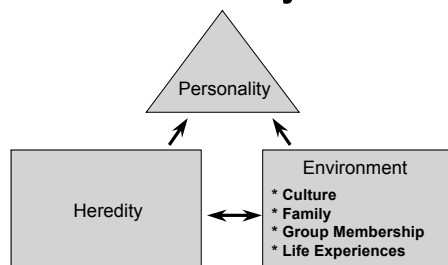 Personality
Heredity
Environment
* Culture
* Family
* Group Membership
* Life Experiences